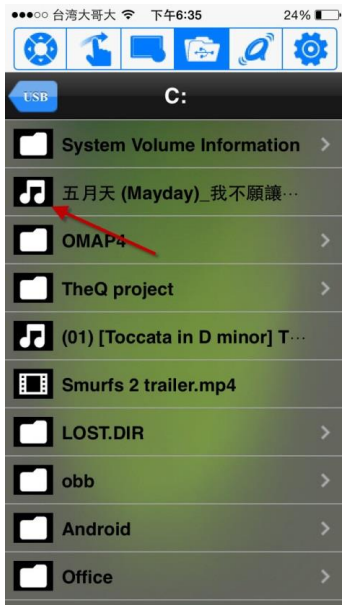 台湾大哥大 下午6:35 24%
USB C:
System Volume Information
五月天 (Mayday)_我不願讓…
OMAP4
TheQ project
(01) [Toccata in D minor] T…
Smurfs 2 trailer.mp4
LOST.DIR
obb
Android
Office